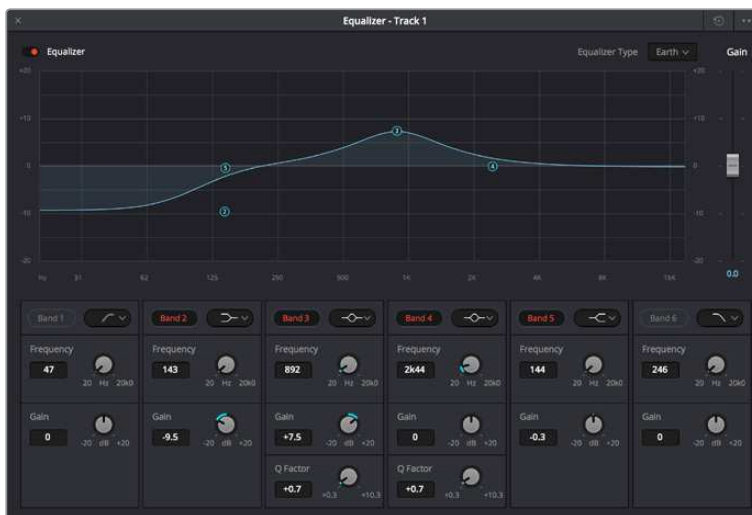 Equalizer - Track 1
Equalizer
Equalizer Type
Earth
Gain
+20 +20
+10 +10
0 0
-10 -10
-20 -20
Hz 31 62 125 250 500 1K 2K 4K 8K 16K
0.0
5
3
4
2
Band 1 Band 2 Band 3 Band 4 Band 5 Band 6
Frequency Frequency Frequency Frequency Frequency Frequency
47 143 892 2k44 144 246
20 Hz 20k0 20 Hz 20k0 20 Hz 20k0 20 Hz 20k0 20 Hz 20k0 20 Hz 20k0
Gain Gain Gain Gain Gain Gain
0 -9.5 +7.5 0 -0.3 0
-20 dB +20 -20 dB +20 -20 dB +20 -20 dB +20 -20 dB +20 -20 dB +20
Q Factor Q Factor
+0.7 +0.7
+0.3 +10.3 +0.3 +10.3